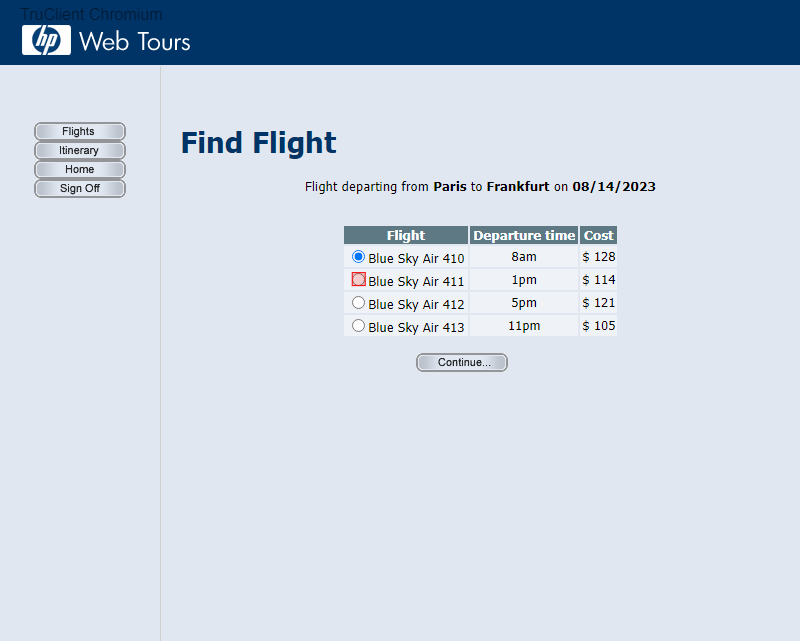 TruClient Chromium
hp Web Tours
Flights
Itinerary
Home
Sign Off
Find Flight
Flight departing from Paris to Frankfurt on 08/14/2023
Flight Departure time Cost
Blue Sky Air 410 8am $ 128
Blue Sky Air 411 1pm $ 114
Blue Sky Air 412 5pm $ 121
Blue Sky Air 413 11pm $ 105
Continue...